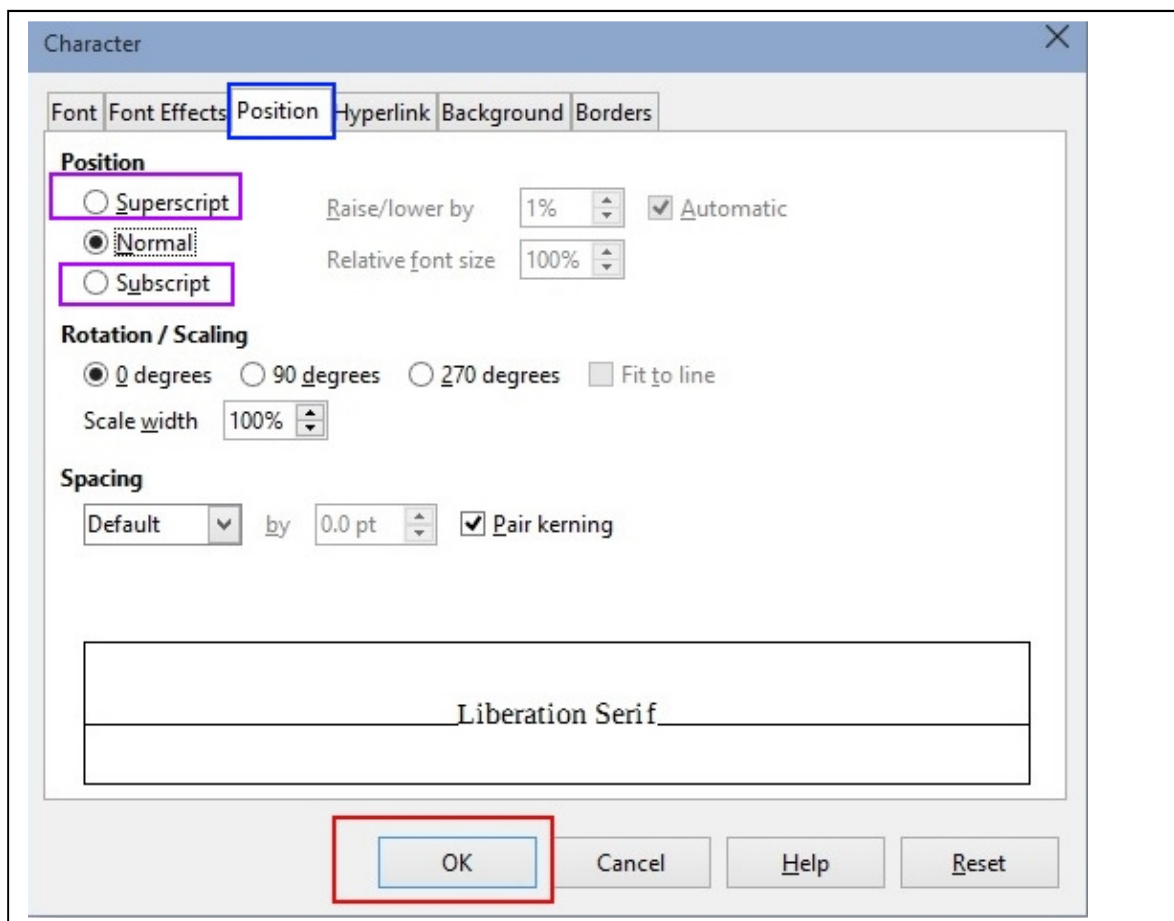 Character
Font Font Effects Position Hyperlink Background Borders
Position
Superscript Raise/lower by 1% Automatic
Normal
Relative font size 100%
Subscript
Rotation / Scaling
0 degrees 90 degrees 270 degrees Fit to line
Scale width 100%
Spacing
Default by 0.0 pt Pair kerning
Liberation Serif
OK Cancel Help Reset